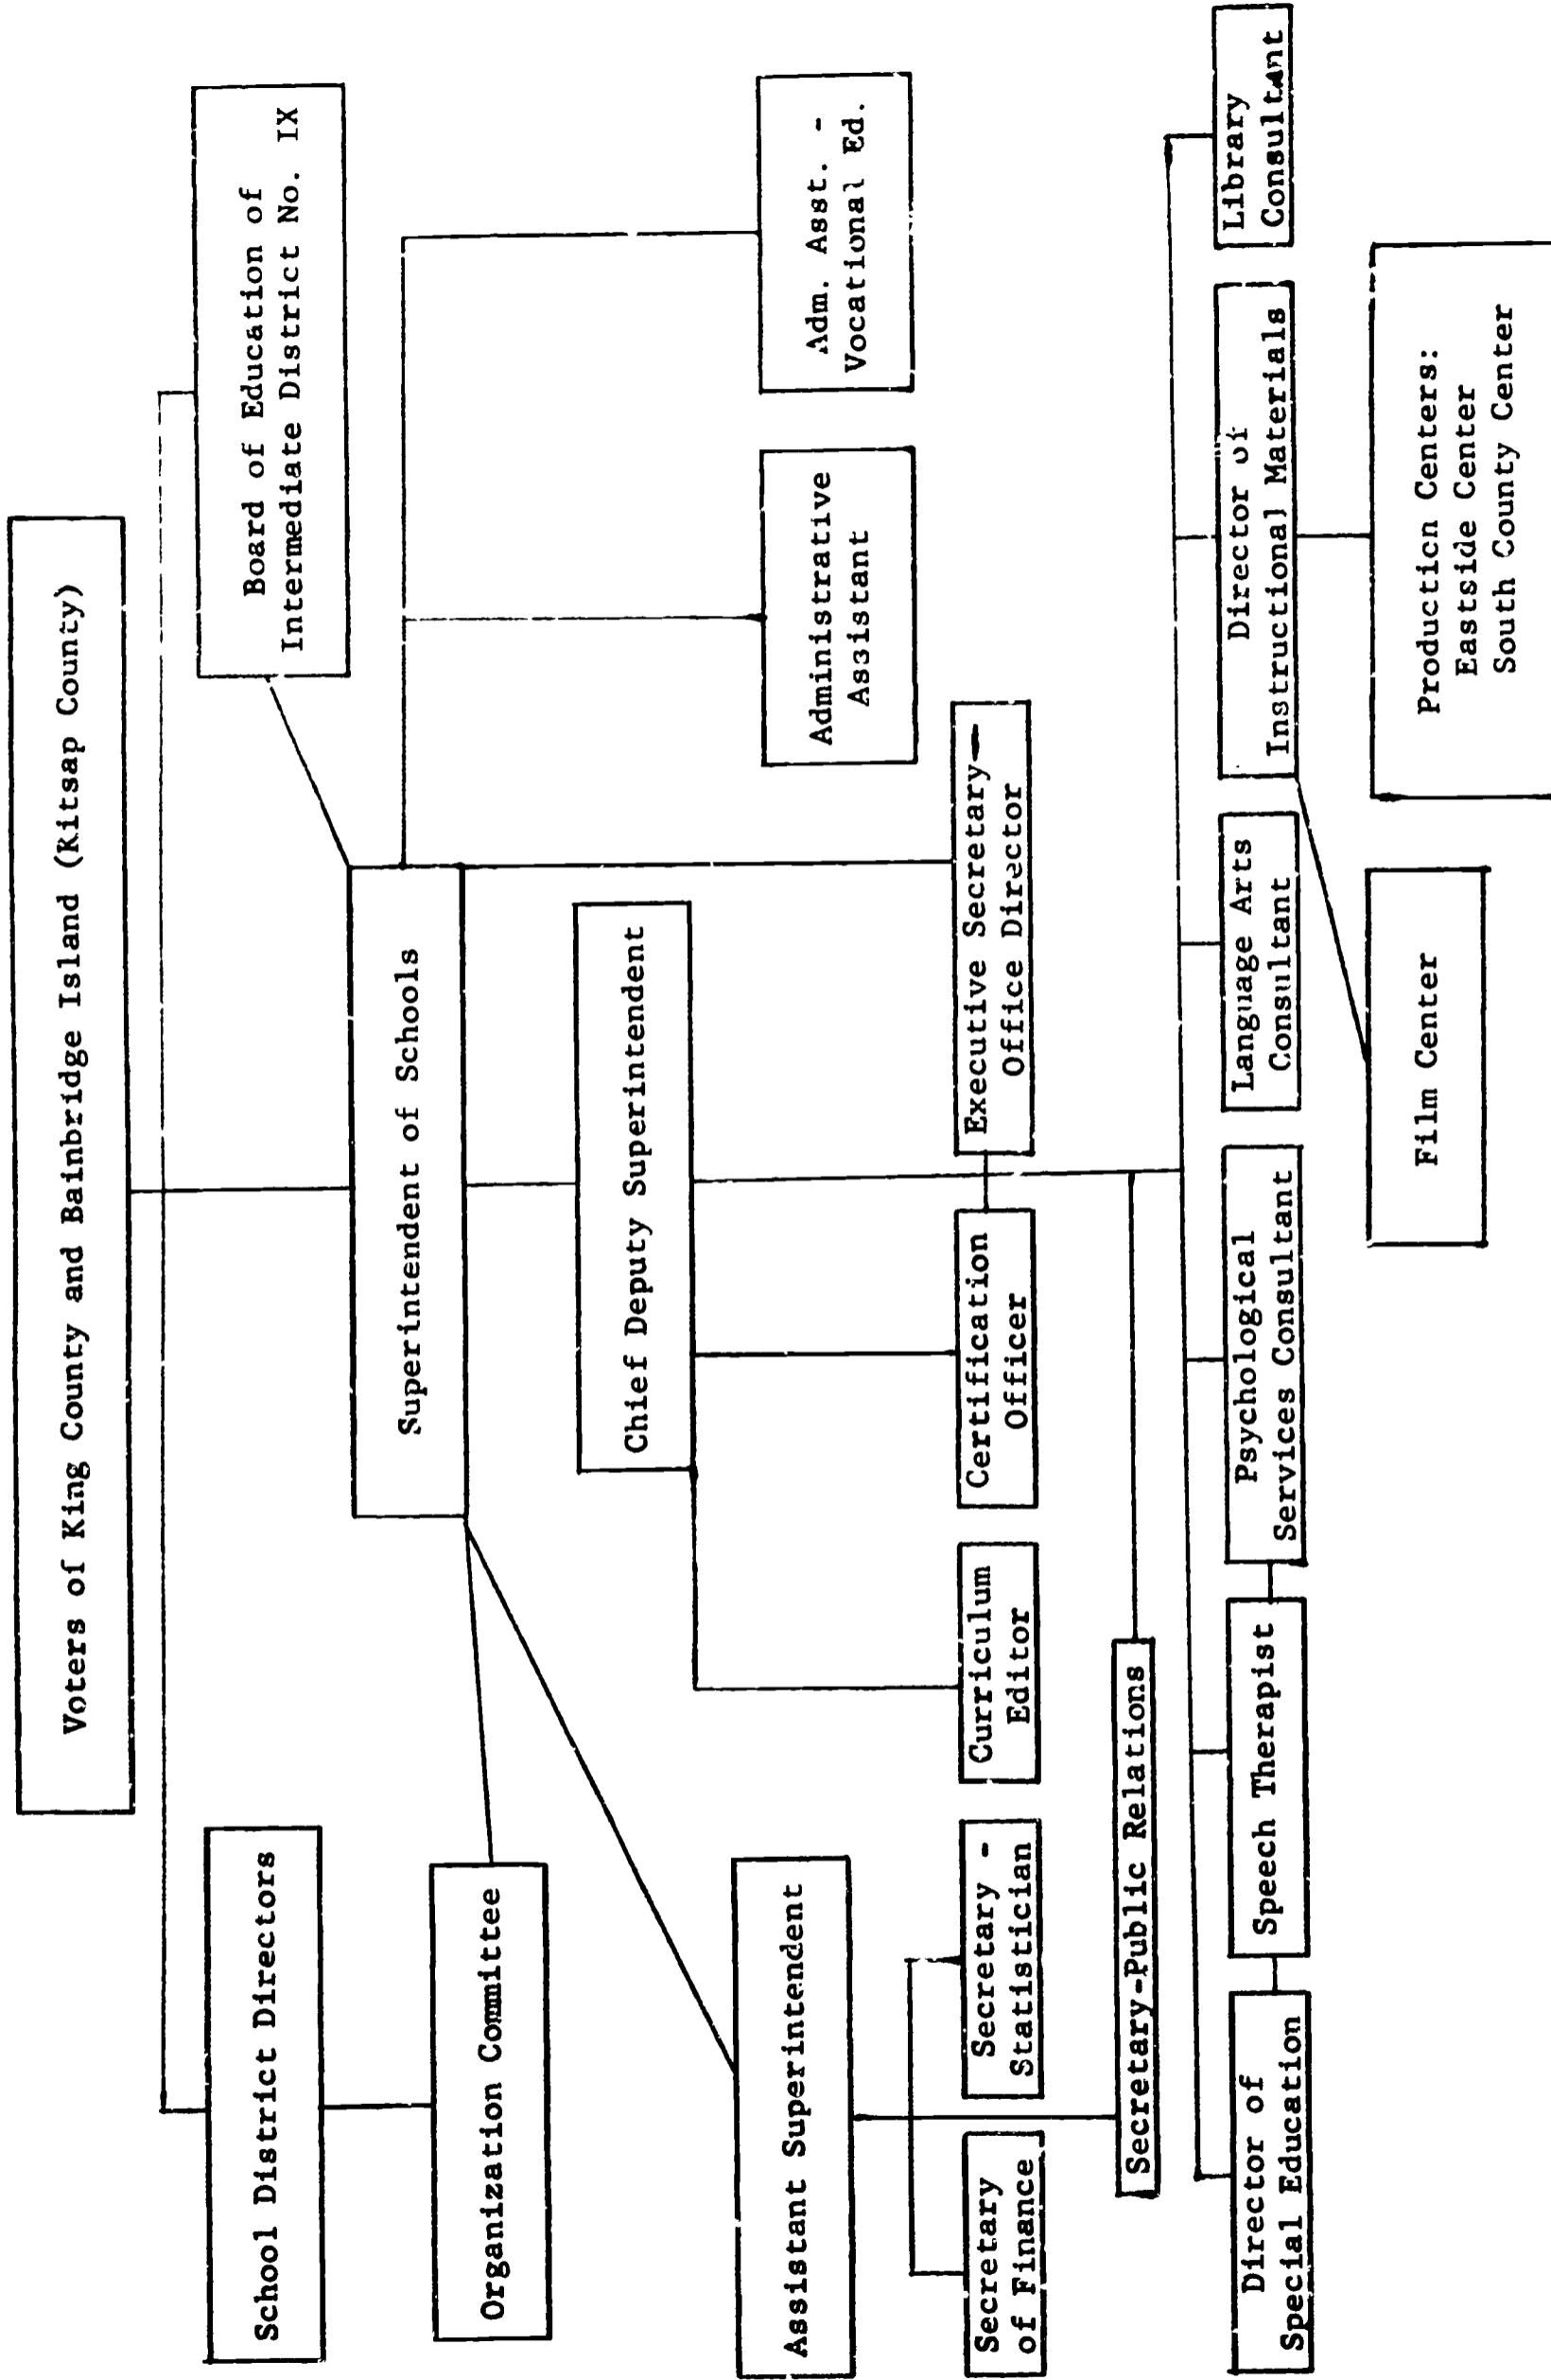 Voters of King County and Bainbridge Island (Kitsap County)
School District Directors
Board of Education of
Intermediate District No. IX
Superintendent of Schools
Organization Committee
Chief Deputy Superintendent
Assistant Superintendent
Administrative
Assistant
Adm. Asst. -
Vocational Ed.
Secretary
of Finance
Secretary -
Statistician
Curriculum
Editor
Certification
Officer
Executive Secretary-
Office Director
Secretary-Public Relations
Director of
Special Education
Speech Therapist
Psychological
Services Consultant
Language Arts
Consultant
Director of
Instructional Materials
Library
Consultant
Film Center
Production Centers:
Eastside Center
South County Center